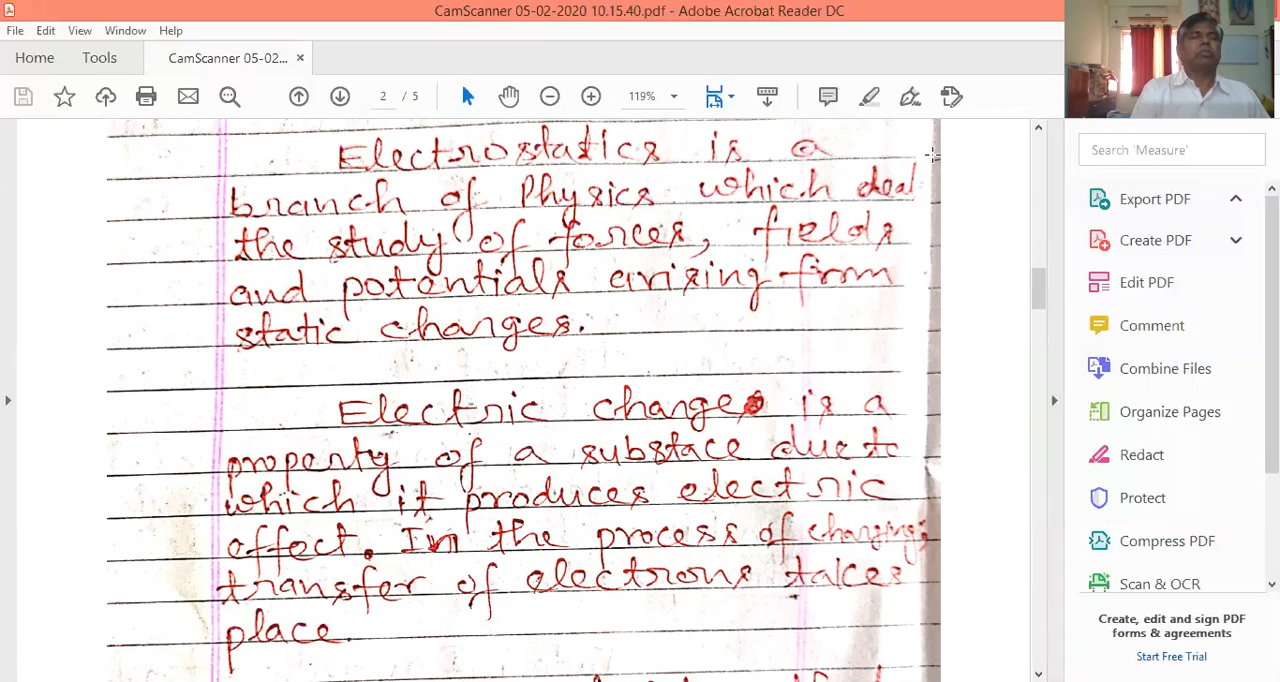 CamScanner 05-02-2020 10.15.40.pdf - Adobe Acrobat Reader DC
File Edit View Window Help
Home Tools CamScanner 05-02... ×
2 / 5 119%
Electrostatics is a
branch of Physics which deal
the study of forces, fields
and potentials arising from
static charges.
Electric charge is a
property of a substace due to
which it produces electric
effect. In the process of charging,
transfer of electrons takes
place.
Search 'Measure'
Export PDF
Create PDF
Edit PDF
Comment
Combine Files
Organize Pages
Redact
Protect
Compress PDF
Scan & OCR
Create, edit and sign PDF
forms & agreements
Start Free Trial